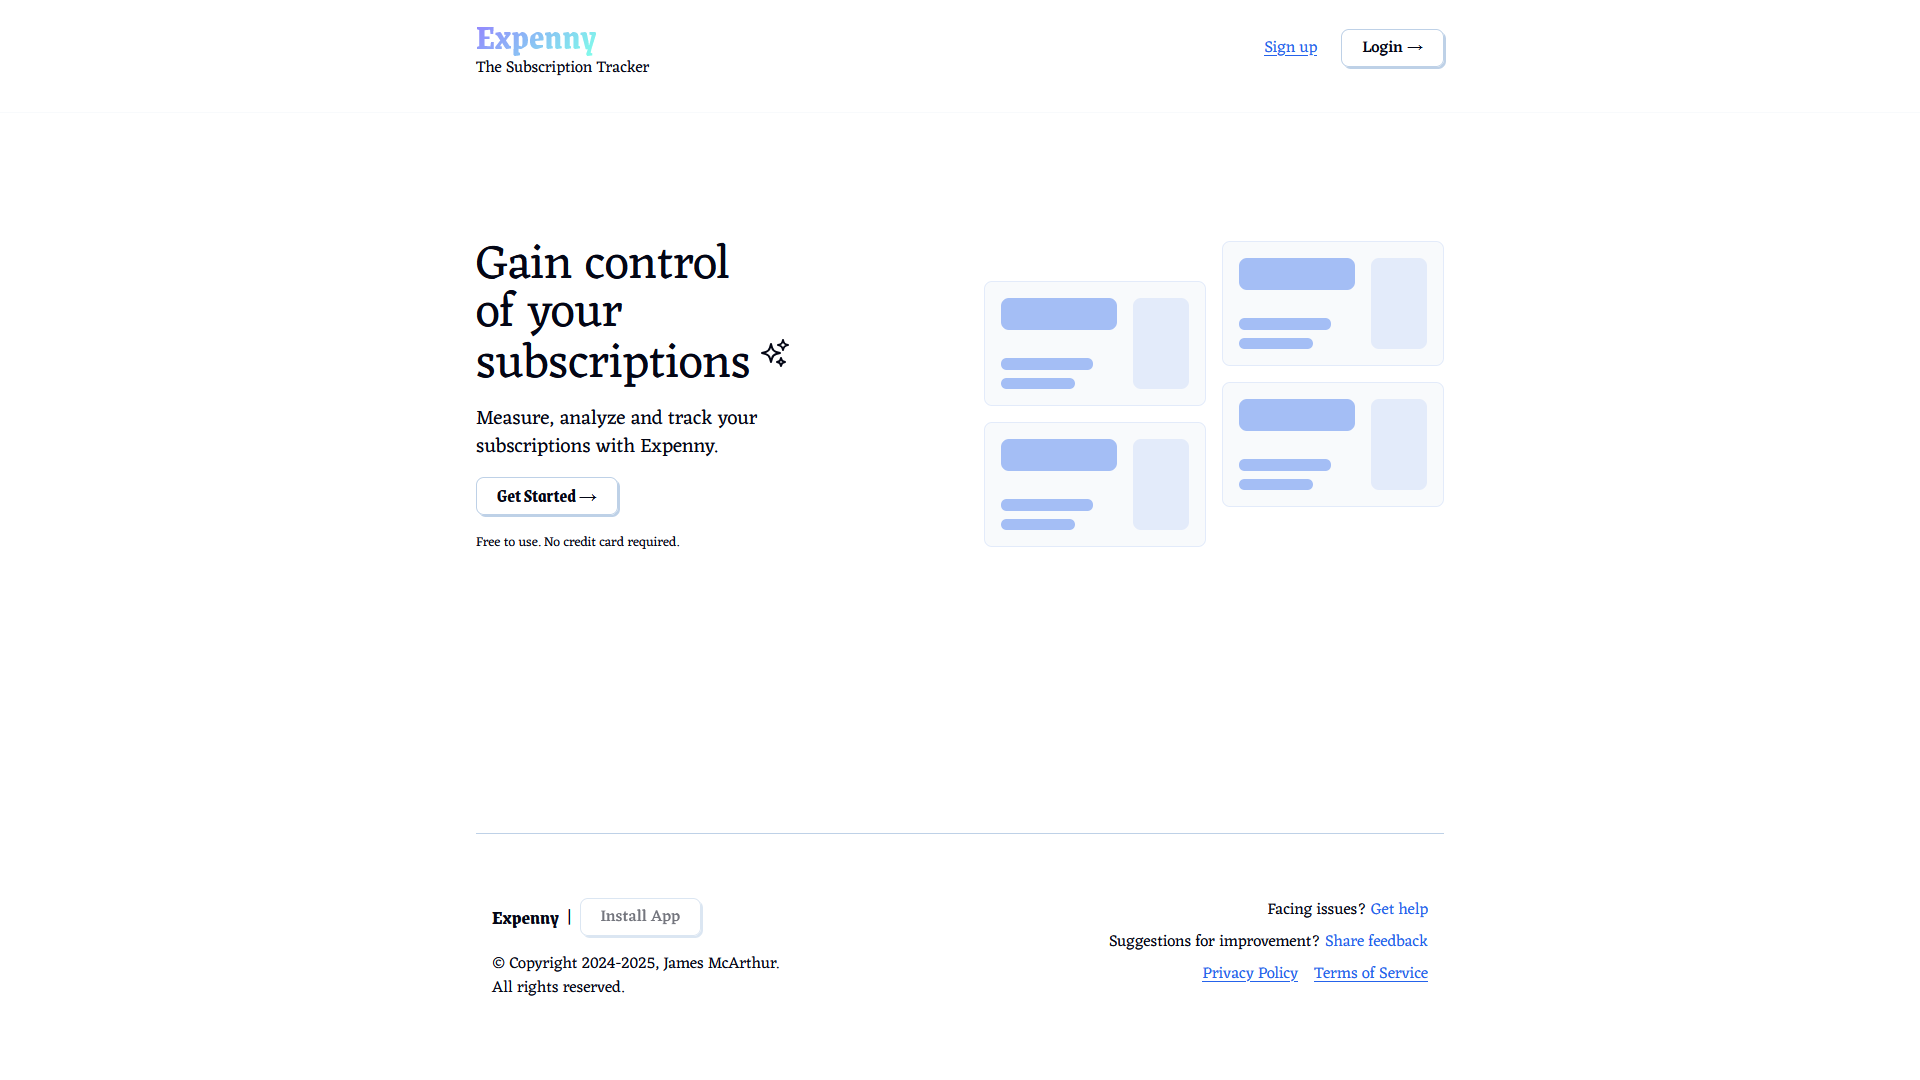 Expenny
The Subscription Tracker
Sign up
Login →
Gain control
of your
subscriptions
Measure, analyze and track your
subscriptions with Expenny.
Get Started →
Free to use. No credit card required.
Expenny | Install App
© Copyright 2024-2025, James McArthur.
All rights reserved.
Facing issues? Get help
Suggestions for improvement? Share feedback
Privacy Policy Terms of Service